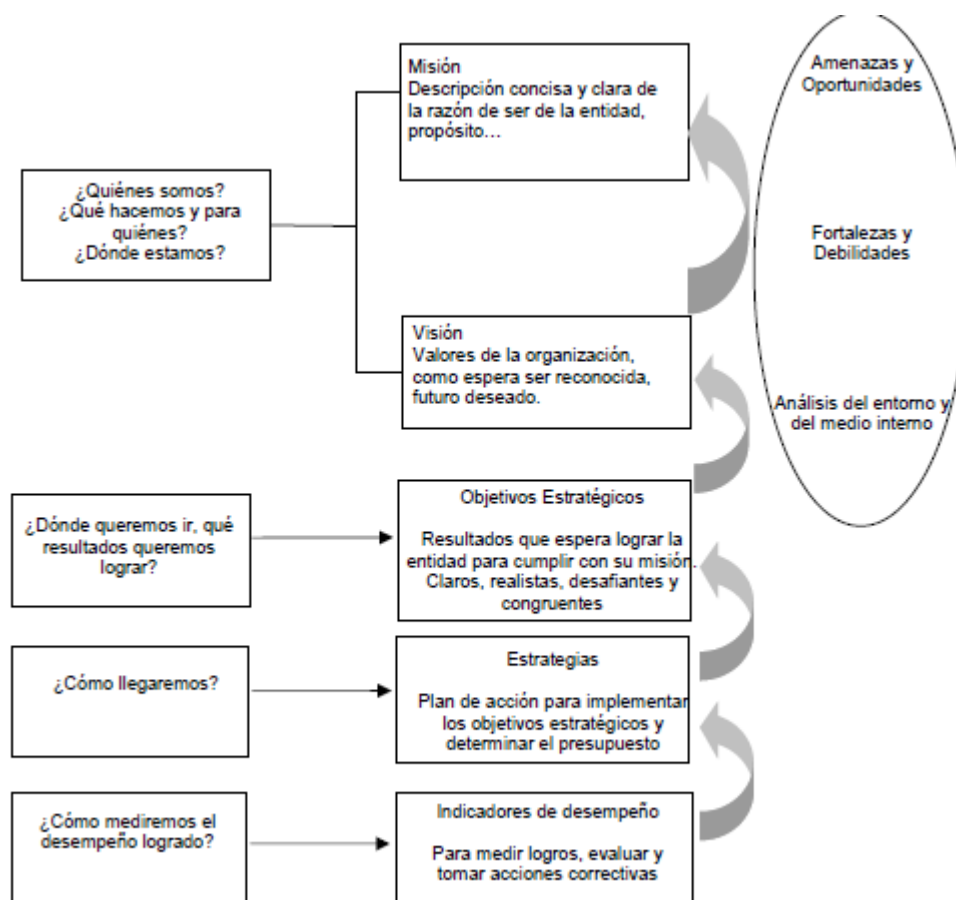 Misión
Descripción concisa y clara de
la razón de ser de la entidad,
propósito...
Amenazas y
Oportunidades
¿Quiénes somos?
¿Qué hacemos y para
quiénes?
¿Dónde estamos?
Fortalezas y
Debilidades
Visión
Valores de la organización,
como espera ser reconocida,
futuro deseado.
Análisis del entorno y
del medio interno
¿Dónde queremos ir, qué
resultados queremos
lograr?
Objetivos Estratégicos
Resultados que espera lograr la
entidad para cumplir con su misión.
Claros, realistas, desafiantes y
congruentes
¿Cómo llegaremos?
Estrategias
Plan de acción para implementar
los objetivos estratégicos y
determinar el presupuesto
¿Cómo mediremos el
desempeño logrado?
Indicadores de desempeño
Para medir logros, evaluar y
tomar acciones correctivas